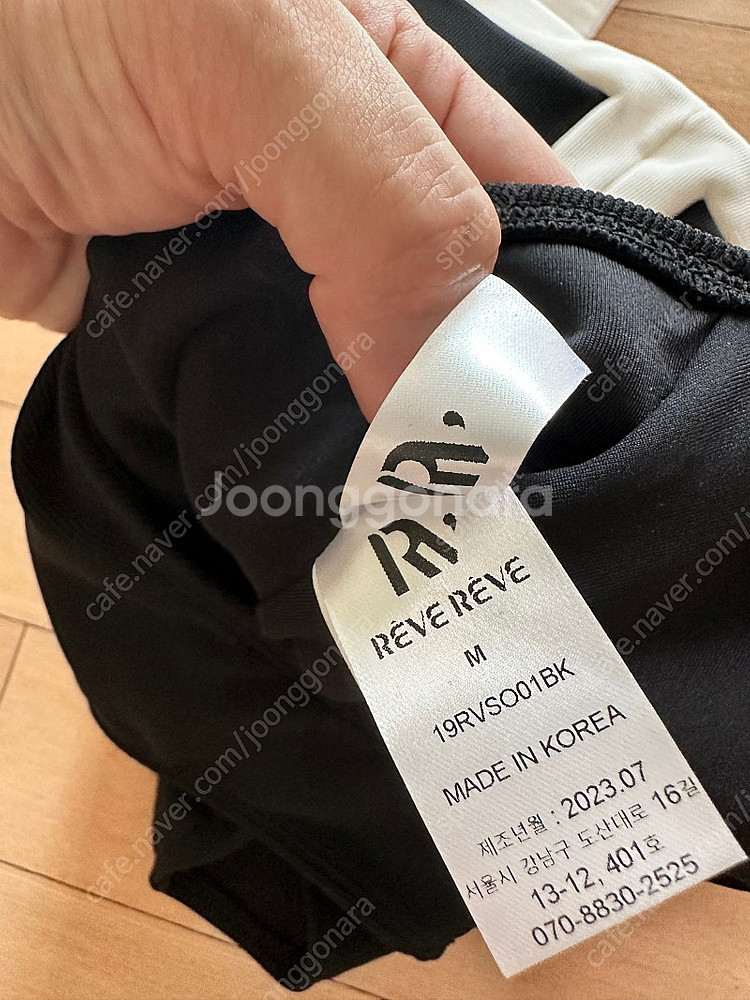 R.R.
RÊVE RÊVE
M
19RVSO01BK
MADE IN KOREA
제조년월 : 2023.07
서울시 강남구 도산대로 16길
13-12, 401호
070-8830-2525
Joonggonara
cafe.naver.com/joonggonara